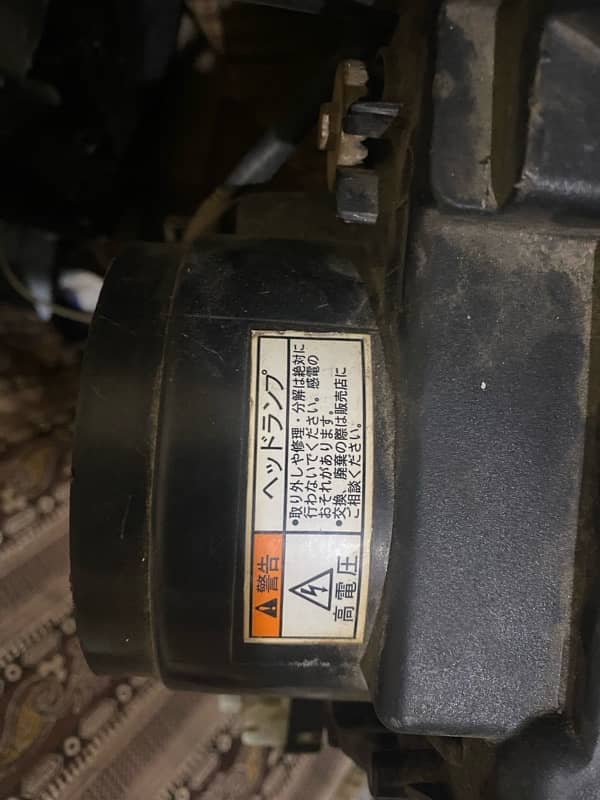 警告
ヘッドランプ
高電圧
●取り外しや修理・分解は絶対に
行わないでください。感電の
おそれがあります。
●交換、廃棄の際は販売店に
ご相談ください。